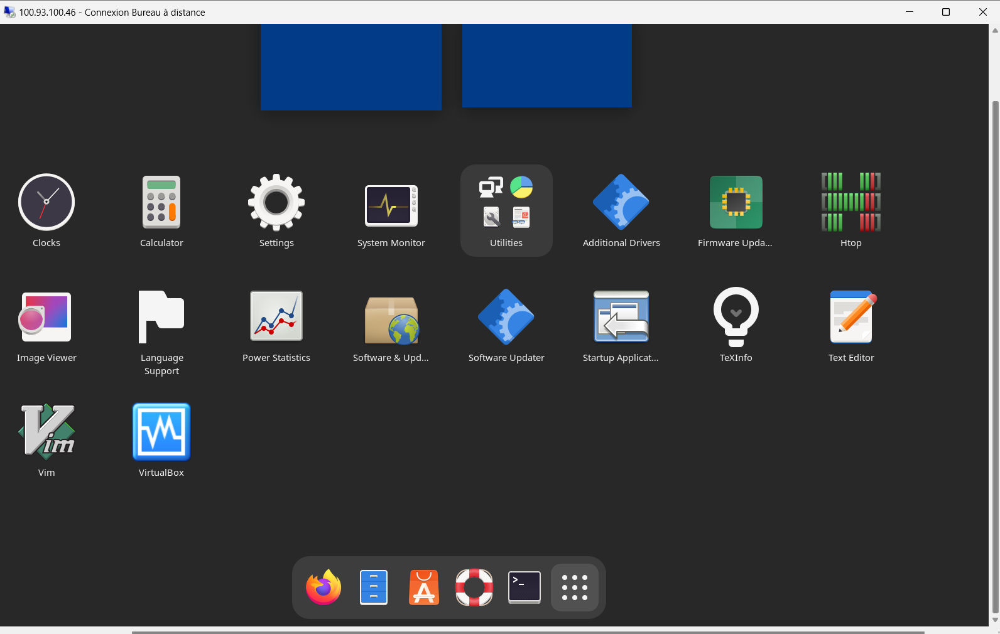 100.93.100.46 - Connexion Bureau à distance
Clocks
Calculator
Settings
System Monitor
Utilities
Additional Drivers
Firmware Upda...
Htop
Image Viewer
Language
Support
Power Statistics
Software & Upd...
Software Updater
Startup Applicat...
TeXInfo
Text Editor
Vim
VirtualBox